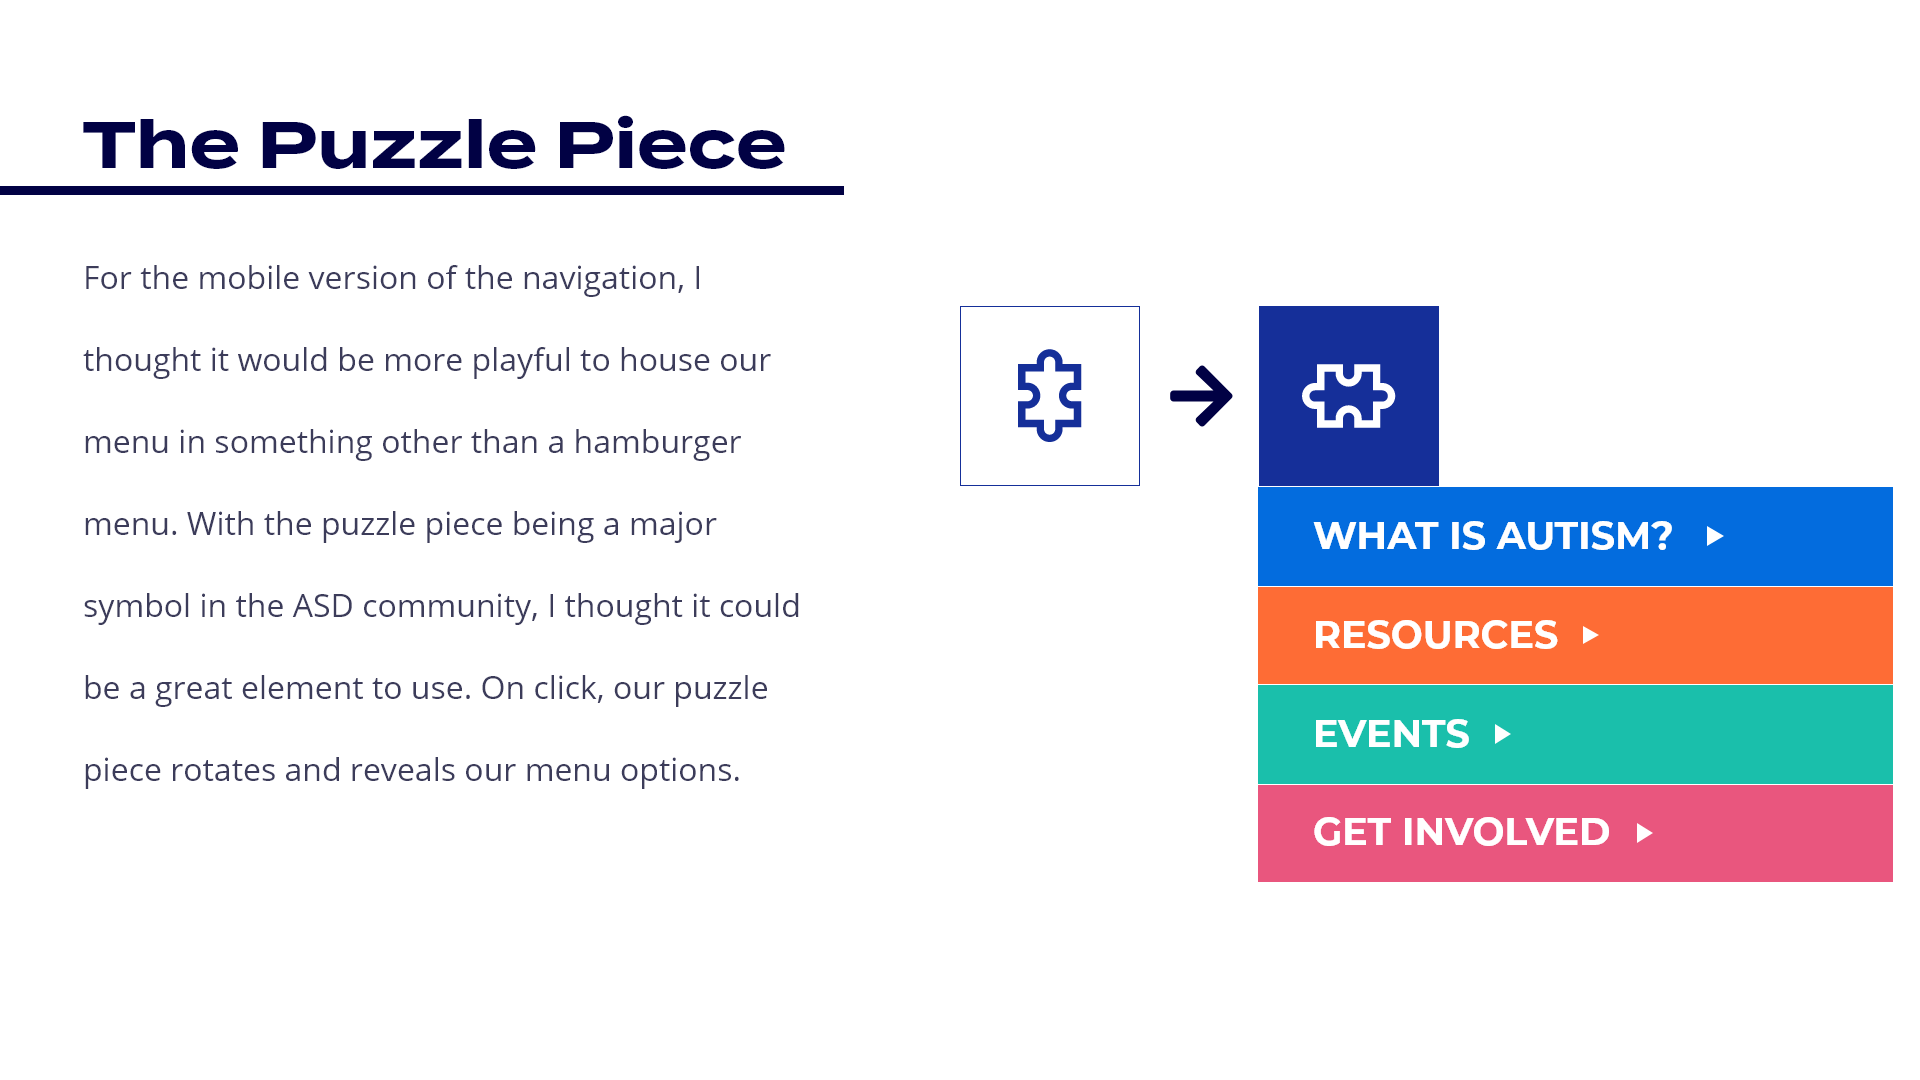 The Puzzle Piece
For the mobile version of the navigation, I
thought it would be more playful to house our
menu in something other than a hamburger
menu. With the puzzle piece being a major
symbol in the ASD community, I thought it could
be a great element to use. On click, our puzzle
piece rotates and reveals our menu options.
WHAT IS AUTISM?
RESOURCES
EVENTS
GET INVOLVED